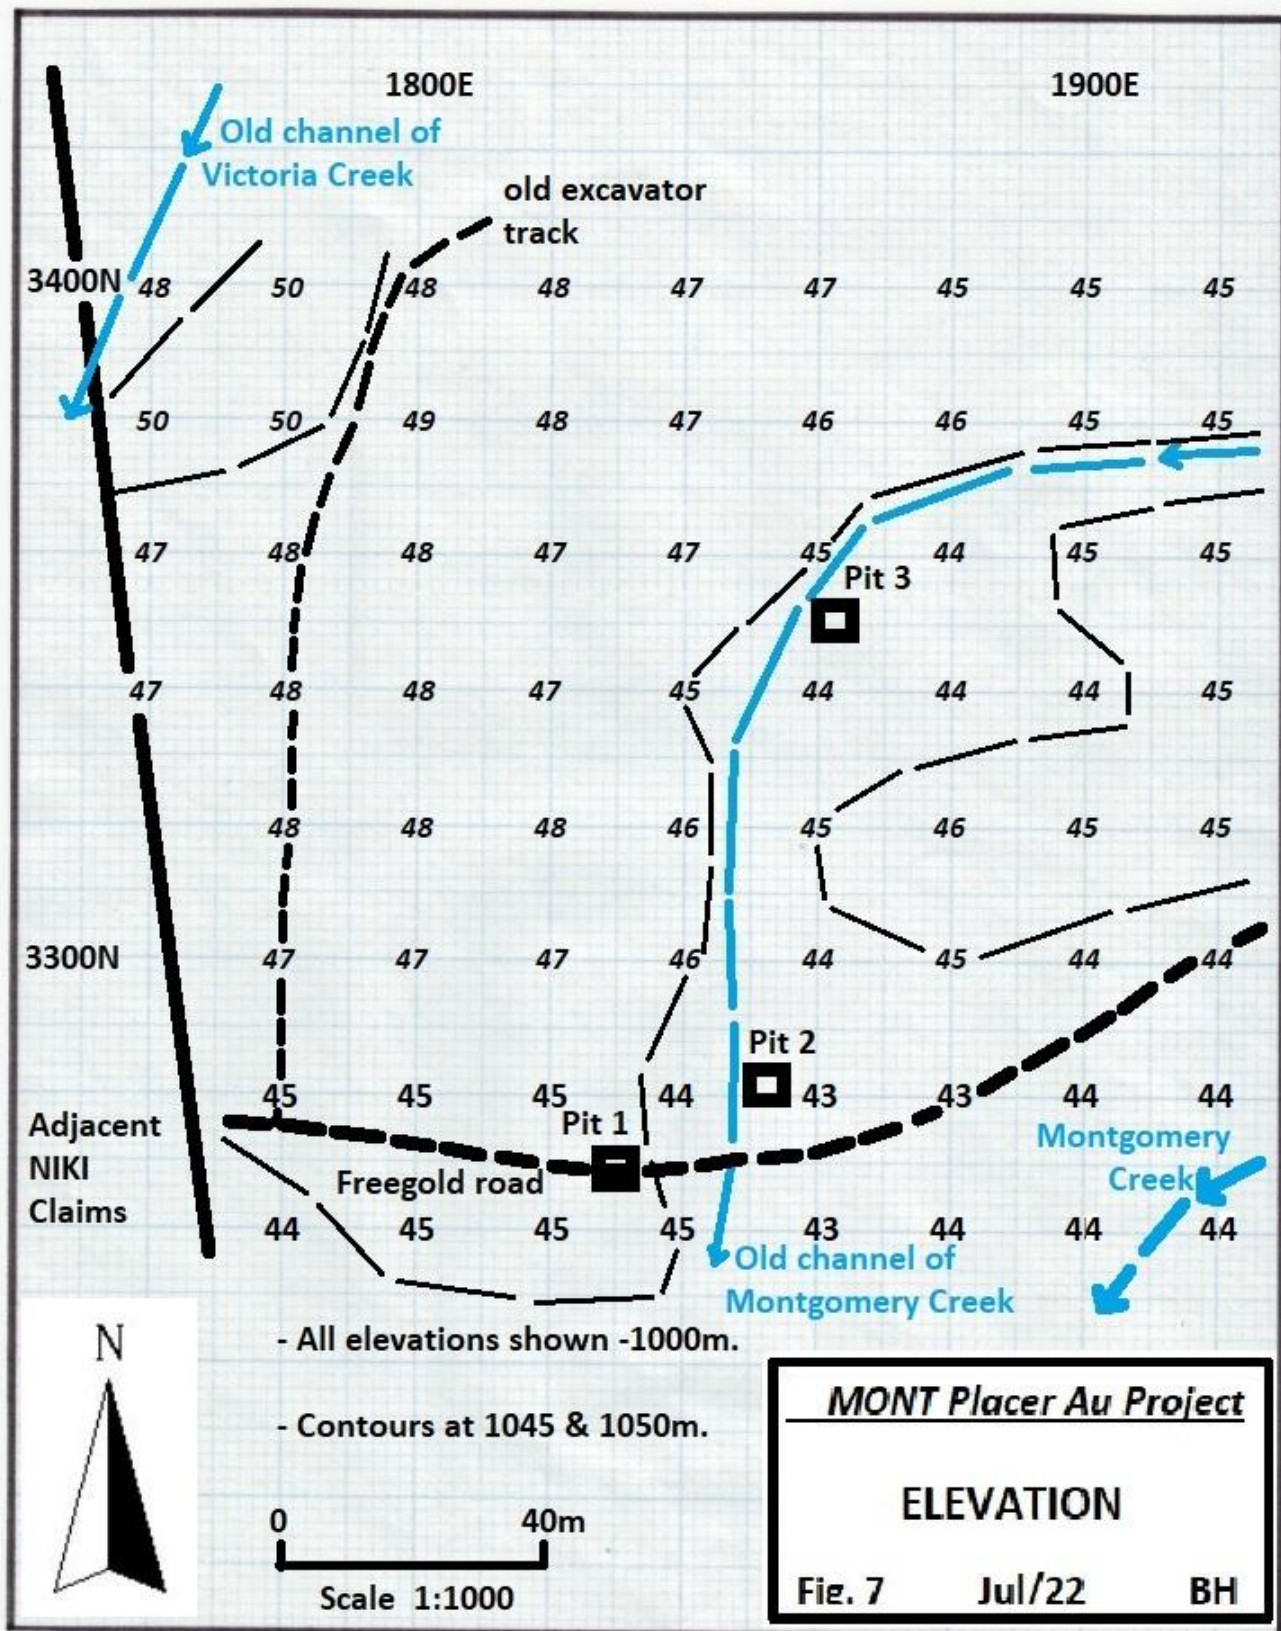 1800E 1900E
Old channel of
Victoria Creek
old excavator
track
3400N 48 50 48 48 47 47 45 45 45
50 50 49 48 47 46 46 45 45
47 48 48 47 47 45 44 45 45
Pit 3
47 48 48 47 45 44 44 44 45
48 48 48 46 45 46 45 45
3300N 47 47 47 46 44 45 44 44
Pit 2
45 45 45 44 43 43 44 44
Pit 1
Adjacent
NIKI
Claims
Montgomery
Creek
Freegold road
44 45 45 45 43 44 44 44
Old channel of
Montgomery Creek
N
- All elevations shown -1000m.
- Contours at 1045 & 1050m.
0 40m
Scale 1:1000
MONT Placer Au Project
ELEVATION
Fig. 7 Jul/22 BH